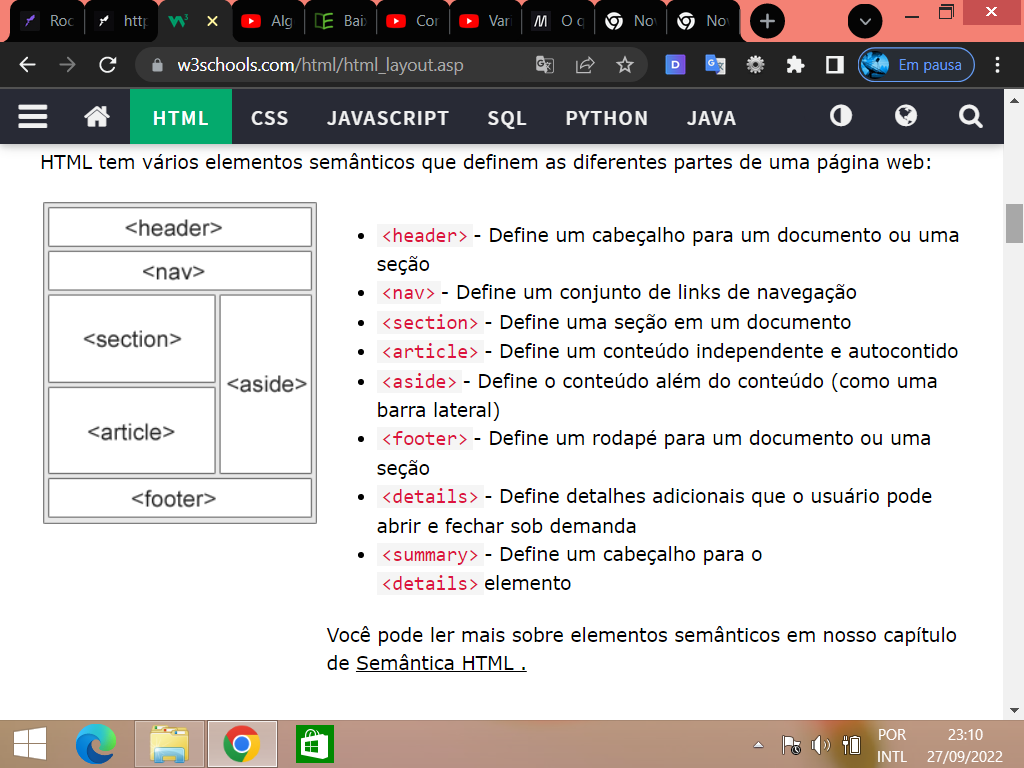 Roc
http
Alg
Bai
Cor
Vari
O q
Nov
Nov
w3schools.com/html/html_layout.asp
Em pausa
HTML CSS JAVASCRIPT SQL PYTHON JAVA
HTML tem vários elementos semânticos que definem as diferentes partes de uma página web:
<header>
<nav>
<section>
<aside>
<article>
<footer>
<header> - Define um cabeçalho para um documento ou uma
seção
<nav> - Define um conjunto de links de navegação
<section> - Define uma seção em um documento
<article> - Define um conteúdo independente e autocontido
<aside> - Define o conteúdo além do conteúdo (como uma
barra lateral)
<footer> - Define um rodapé para um documento ou uma
seção
<details> - Define detalhes adicionais que o usuário pode
abrir e fechar sob demanda
<summary> - Define um cabeçalho para o
<details> elemento
Você pode ler mais sobre elementos semânticos em nosso capítulo
de Semântica HTML .
POR
INTL
23:10
27/09/2022